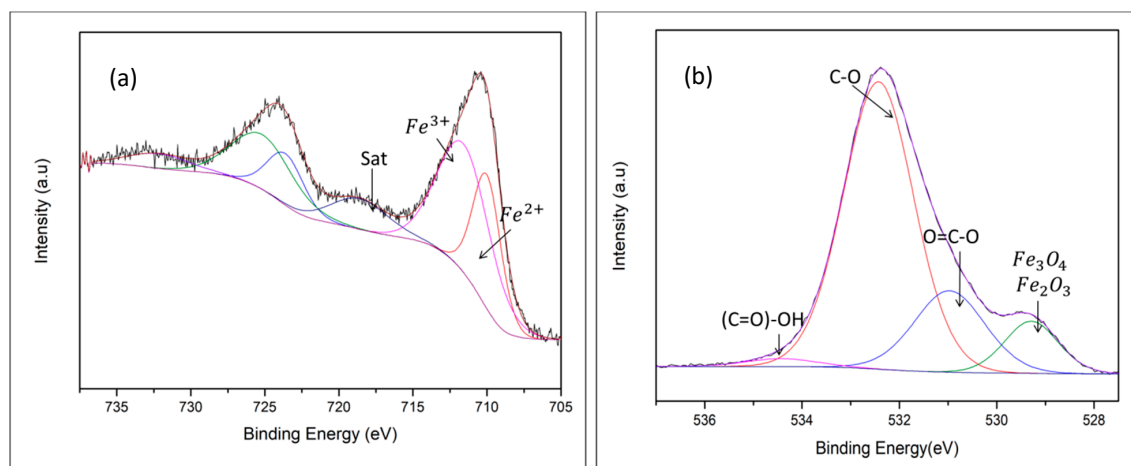 (a)
Fe³⁺
Sat
Fe²⁺
Intensity (a.u)
735 730 725 720 715 710 705
Binding Energy (eV)
(b)
C-O
O=C-O
Fe₃O₄
Fe₂O₃
(C=O)-OH
Intensity (a.u)
536 534 532 530 528
Binding Energy(eV)